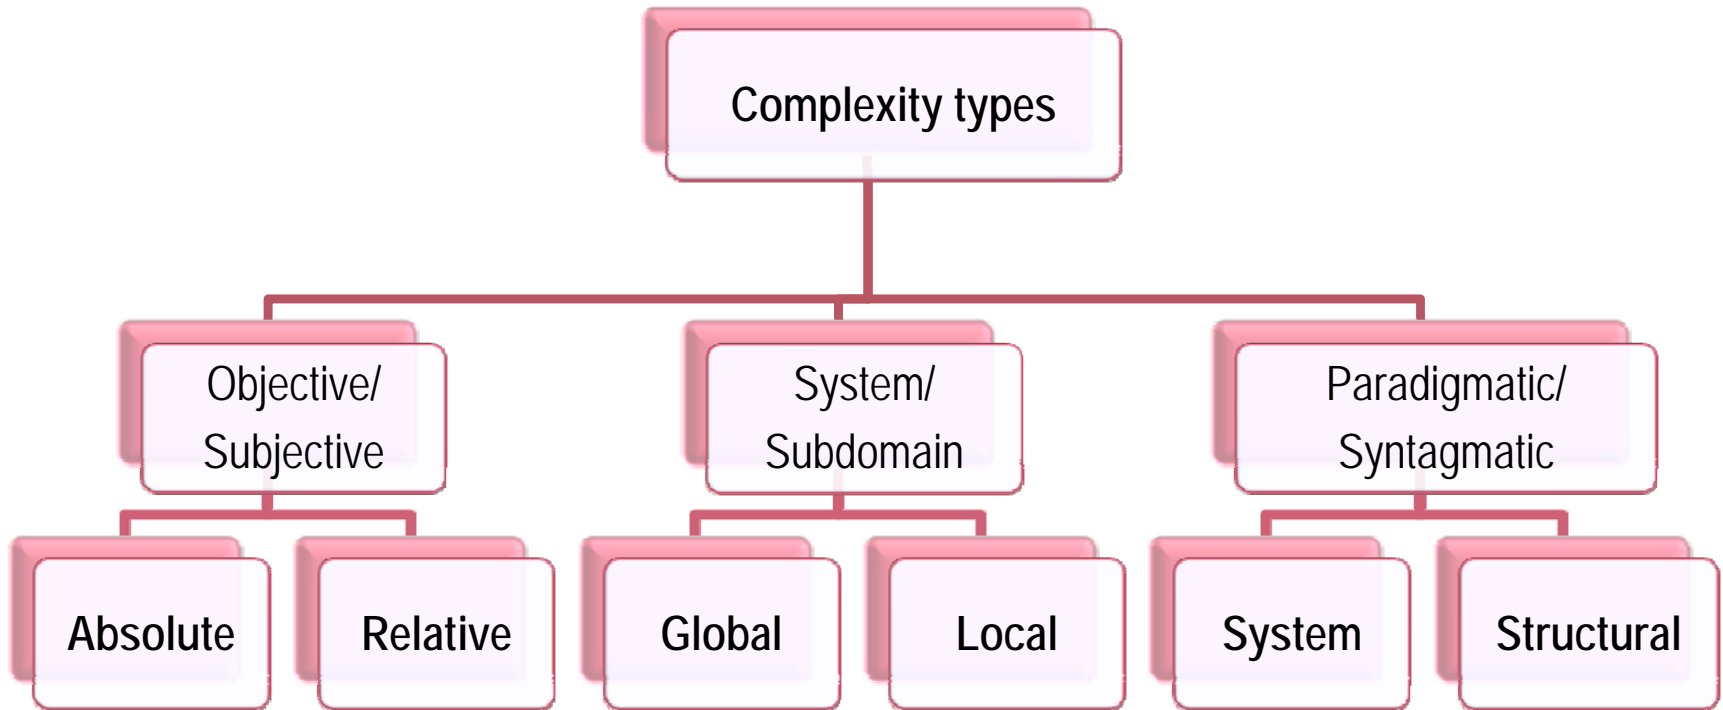 Complexity types
Objective/
Subjective
System/
Subdomain
Paradigmatic/
Syntagmatic
Absolute
Relative
Global
Local
System
Structural